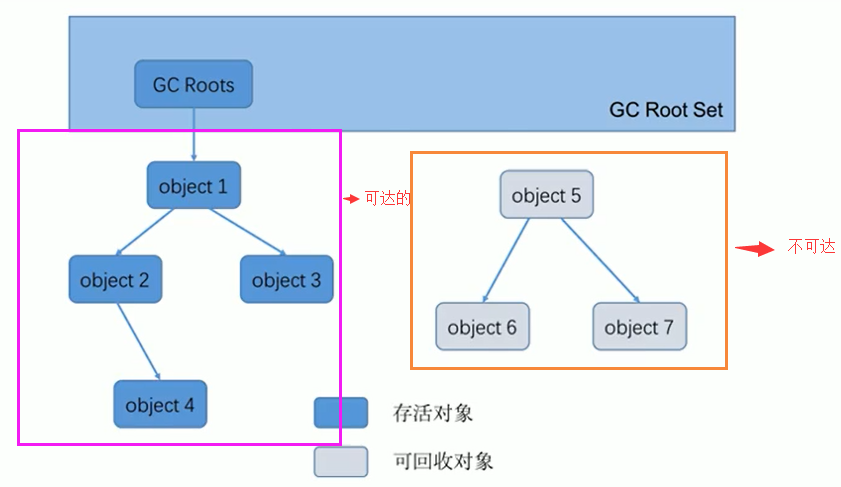 GC Roots
GC Root Set
object 1
可达的
object 5
不可达
object 2
object 3
object 6
object 7
object 4
存活对象
可回收对象